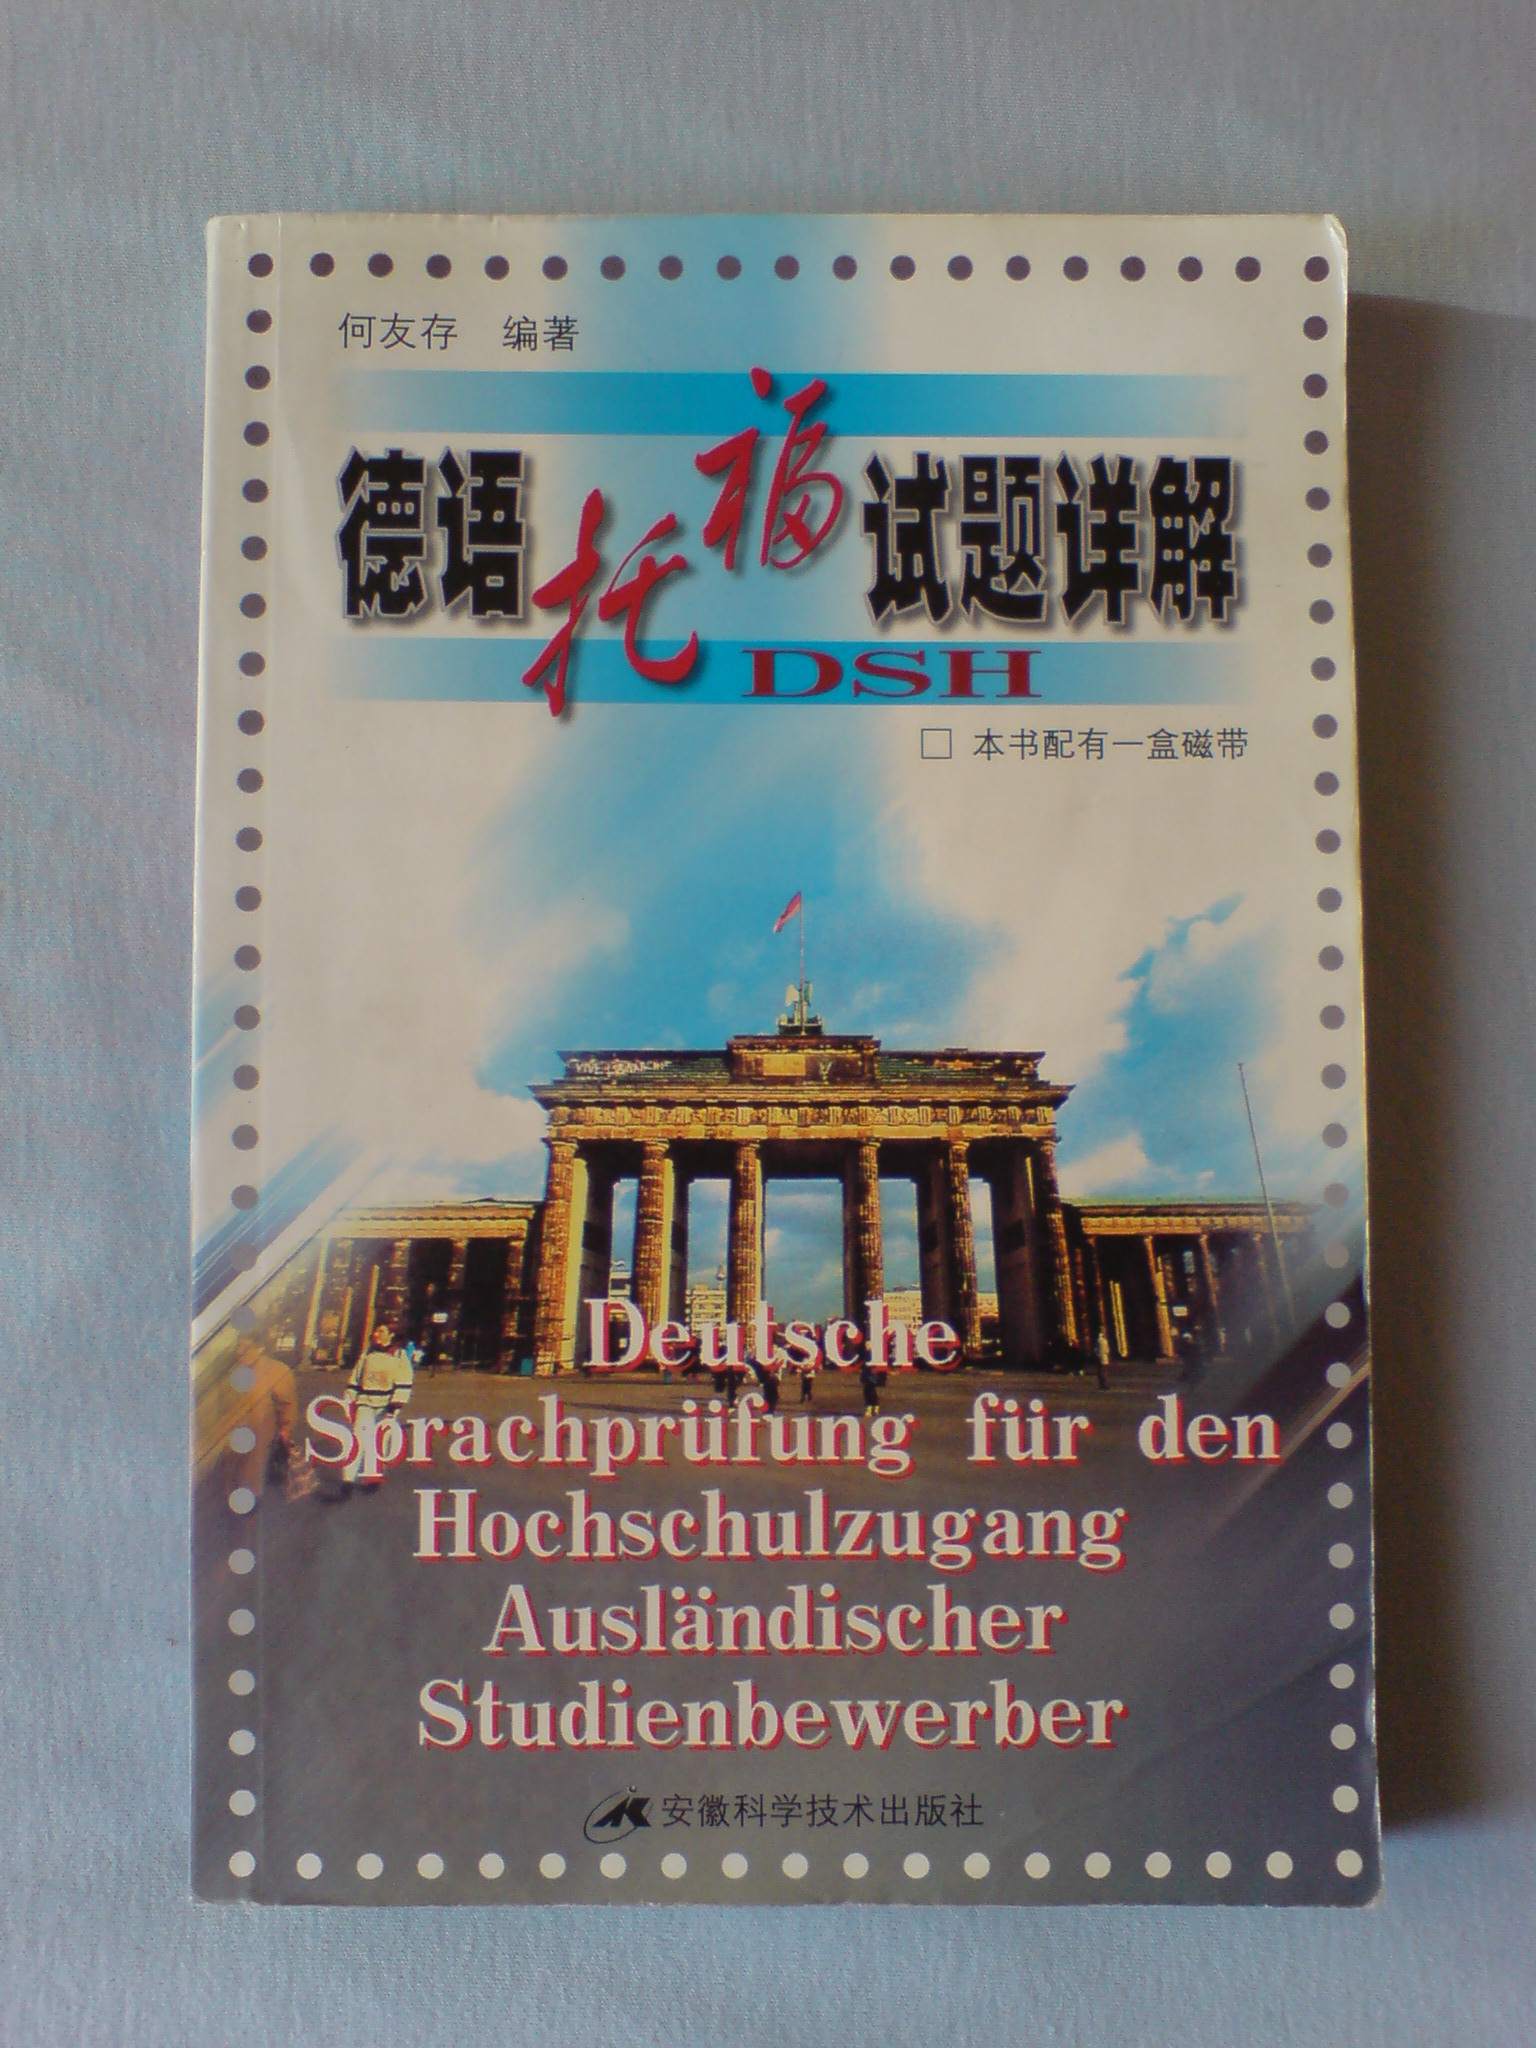 何友存 编著
德语托福试题详解
DSH
□ 本书配有一盒磁带
Deutsche
Sprachprüfung für den
Hochschulzugang
Ausländischer
Studienbewerber
安徽科学技术出版社